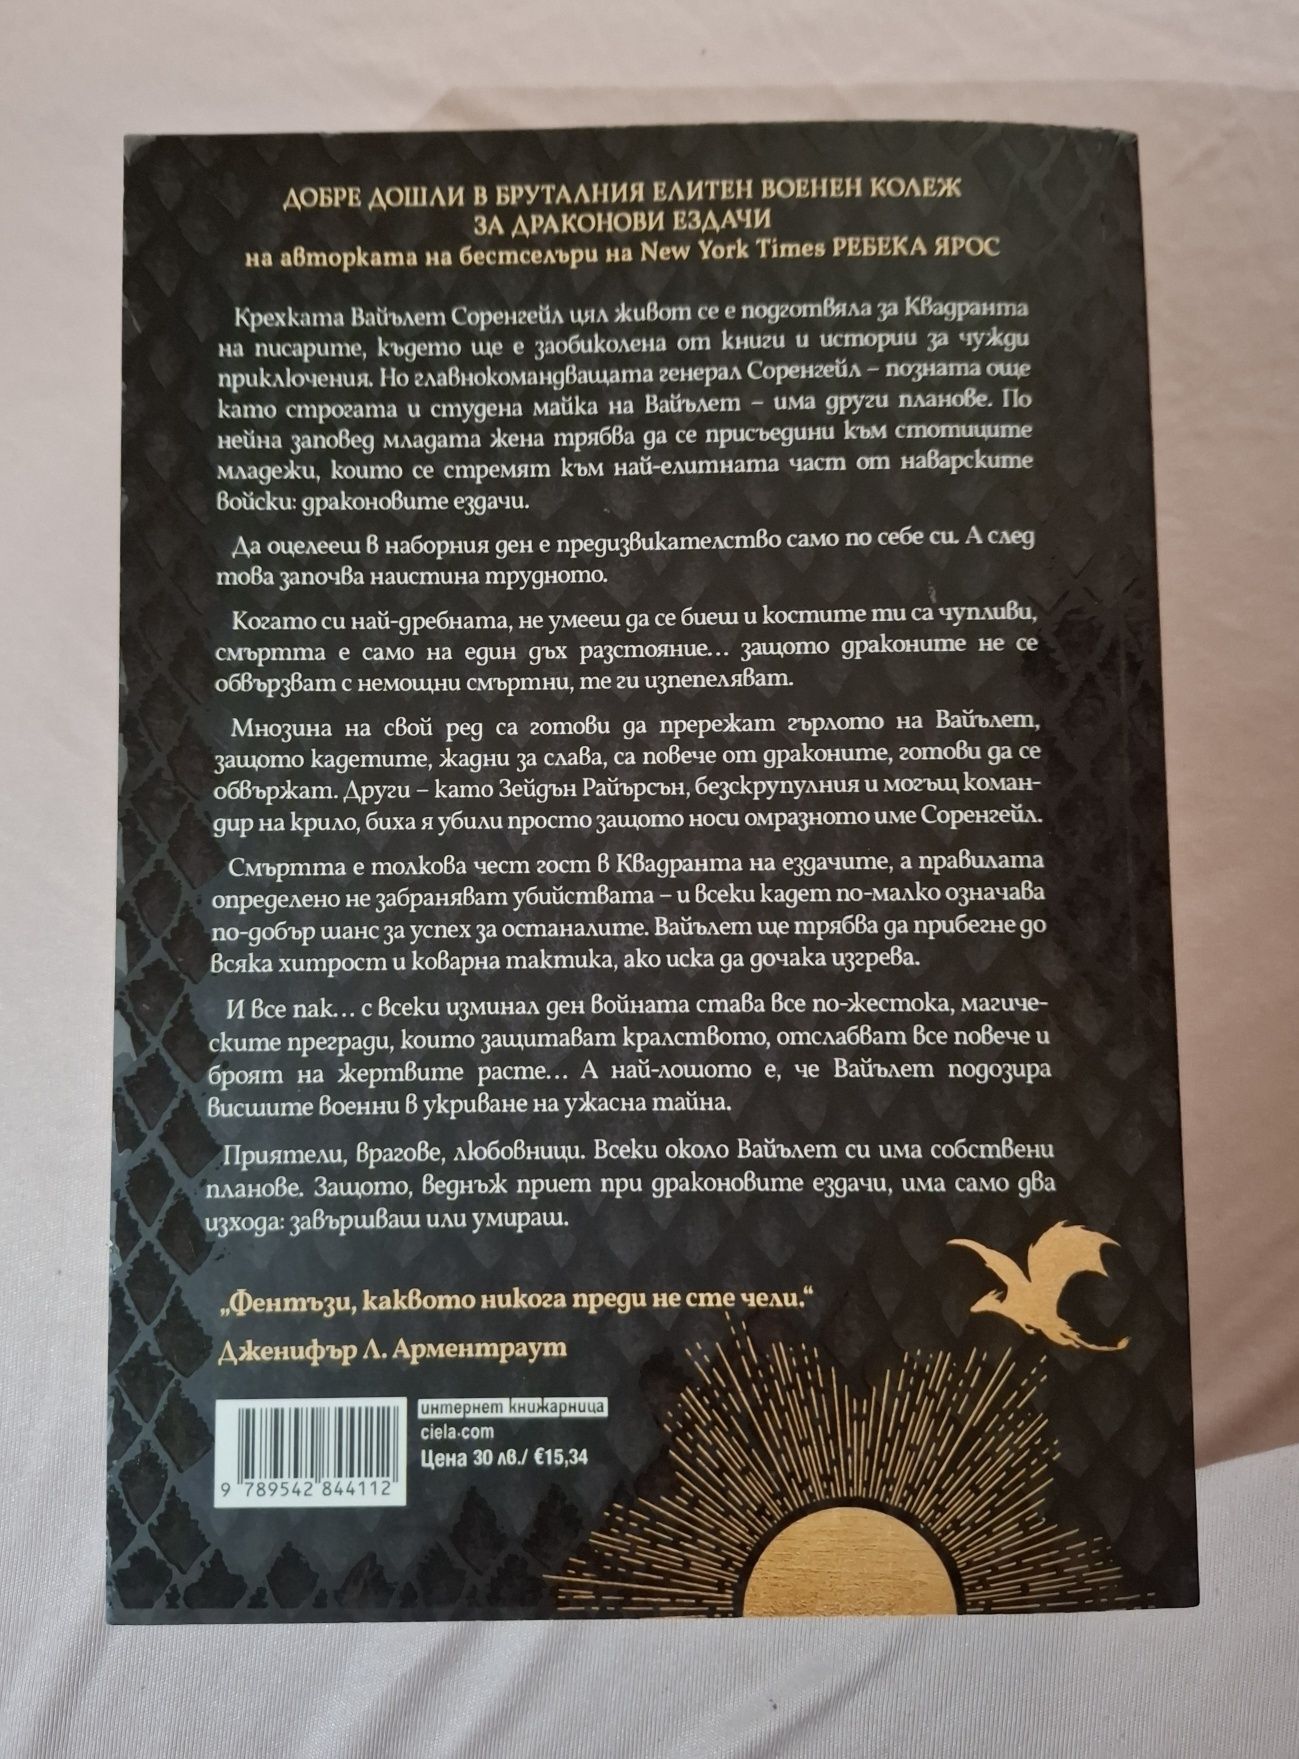 ДОБРЕ ДОШЛИ В БРУТАЛНИЯ ЕЛИТЕН ВОЕНЕН КОЛЕЖ
ЗА ДРАКОНОВИ ЕЗДАЧИ
на авторката на бестселъри на New York Times РЕБЕКА ЯРОС
Крехката Вайълет Соренгейл цял живот се е подготвяла за Квадранта
на писарите, където ще е заобиколена от книги и истории за чужди
приключения. Но главнокомандващата генерал Соренгейл – позната още
като строгата и студена майка на Вайълет – има други планове. По
нейна заповед младата жена трябва да се присъедини към стотиците
младежи, които се стремят към най-елитната част от наварските
войски: драконовите ездачи.
Да оцелееш в наборния ден е предизвикателство само по себе си. А след
това започва наистина трудното.
Когато си най-дребната, не умееш да се биеш и костите ти са чупливи,
смъртта е само на един дъх разстояние... защото драконите не се
обвързват с немощни смъртни, те ги изпепеляват.
Мнозина на свой ред са готови да прережат гърлото на Вайълет,
защото кадетите, жадни за слава, са повече от драконите, готови да се
обвържат. Други – като Зейдън Райърсън, безскрупулния и могъщ коман-
дир на крило, биха я убили просто защото носи омразното име Соренгейл.
Смъртта е толкова чест гост в Квадранта на ездачите, а правилата
определено не забраняват убийствата – и всеки кадет по-малко означава
по-добър шанс за успех за останалите. Вайълет ще трябва да прибегне до
всяка хитрост и коварна тактика, ако иска да дочака изгрева.
И все пак... с всеки изминал ден войната става все по-жестока, магиче-
ските прегради, които защитават кралството, отслабват все повече и
броят на жертвите расте... А най-лошото е, че Вайълет подозира
висшите военни в укриване на ужасна тайна.
Приятели, врагове, любовници. Всеки около Вайълет си има собствени
планове. Защото, веднъж приет при драконовите ездачи, има само два
изхода: завършваш или умираш.
„Фентъзи, каквото никога преди не сте чели.“
Дженифър Л. Арментраут
интернет книжарница
ciela.com
Цена 30 лв./ €15,34
9 789542 844112